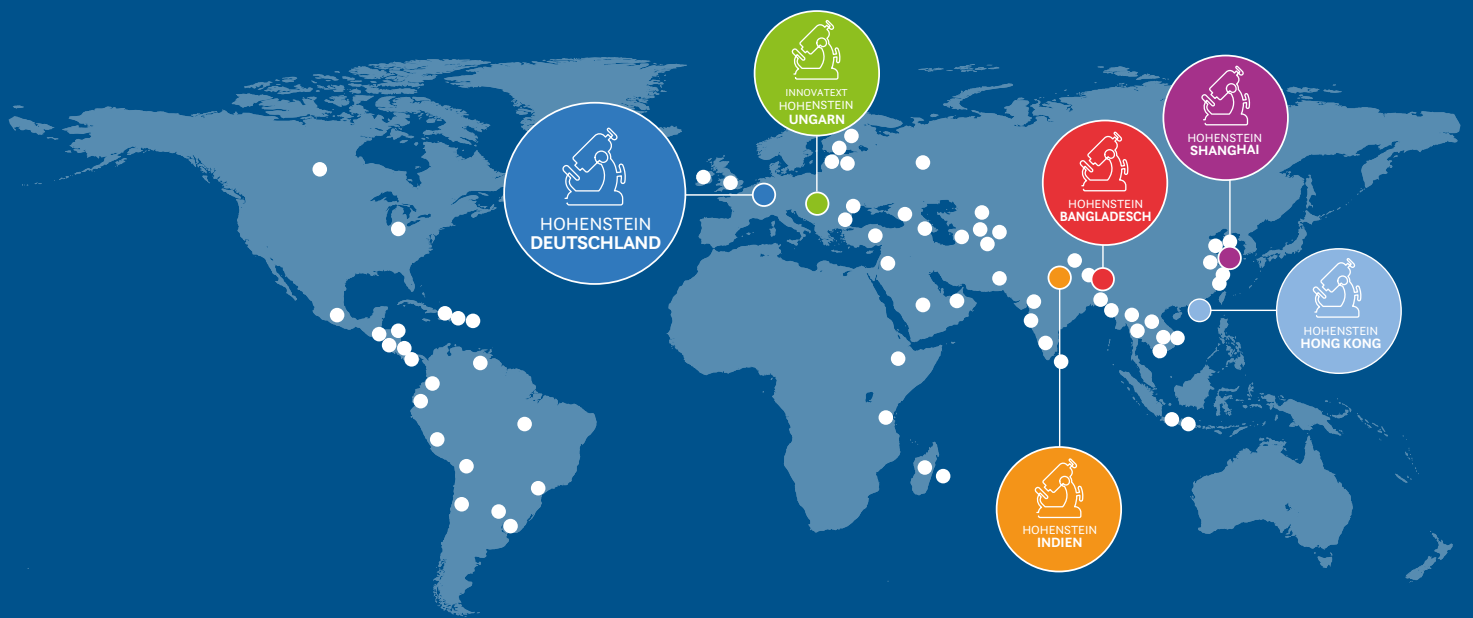 INNOVATEXT
HOHENSTEIN
UNGARN
HOHENSTEIN
DEUTSCHLAND
HOHENSTEIN
SHANGHAI
HOHENSTEIN
BANGLADESCH
HOHENSTEIN
HONG KONG
HOHENSTEIN
INDIEN